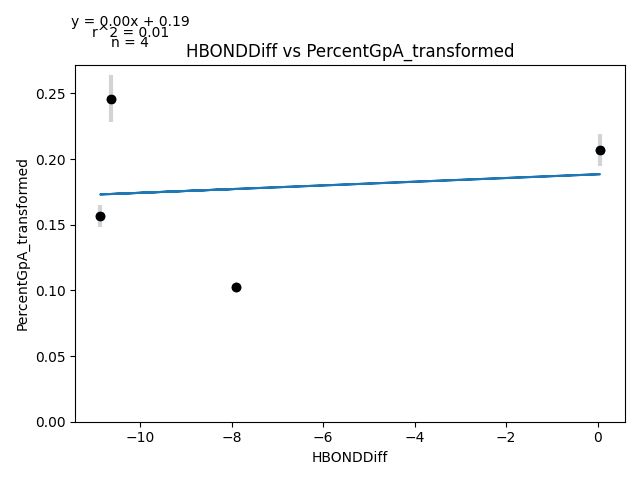 y = 0.00x + 0.19
r^2 = 0.01
n = 4
HBONDDiff vs PercentGpA_transformed
PercentGpA_transformed
0.25
0.20
0.15
0.10
0.05
0.00
−10
−8
−6
−4
−2
0
HBONDDiff